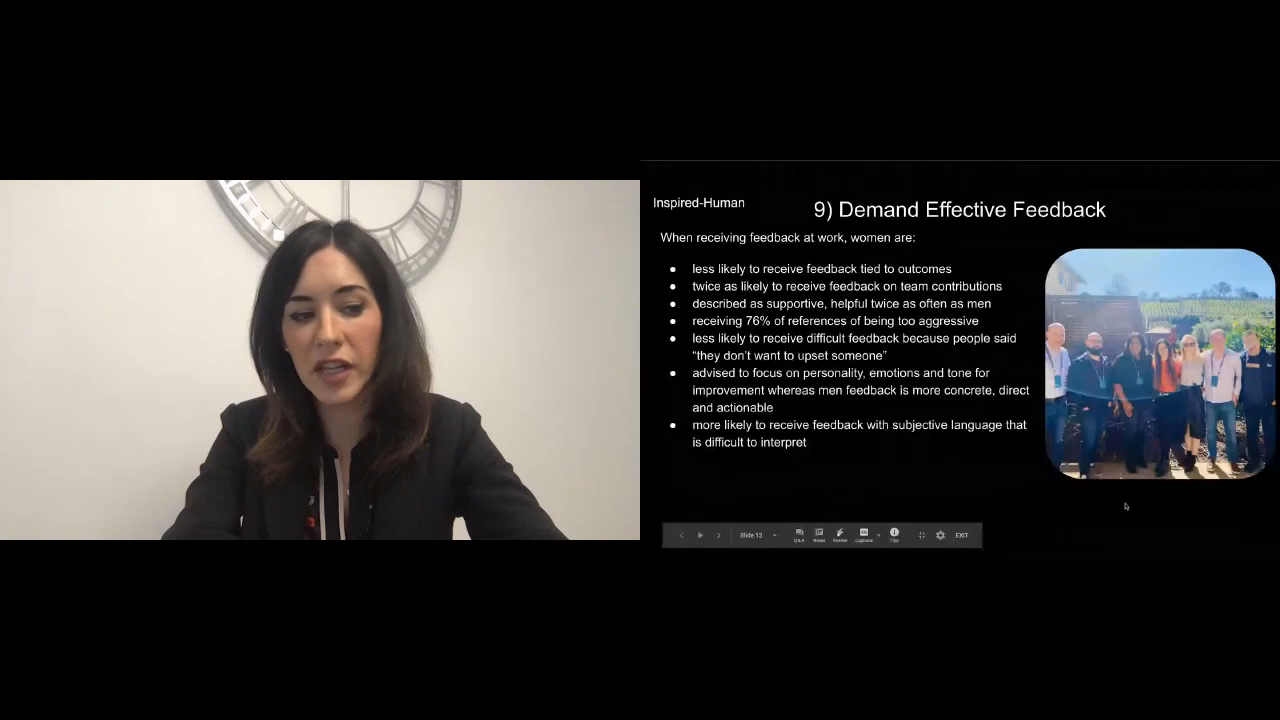 Inspired-Human
9) Demand Effective Feedback
When receiving feedback at work, women are:
● less likely to receive feedback tied to outcomes
● twice as likely to receive feedback on team contributions
● described as supportive, helpful twice as often as men
● receiving 76% of references of being too aggressive
● less likely to receive difficult feedback because people said
“they don’t want to upset someone”
● advised to focus on personality, emotions and tone for
improvement whereas men feedback is more concrete, direct
and actionable
● more likely to receive feedback with subjective language that
is difficult to interpret
Slide 12
Q&A Notes Pointer Captions Tips EXIT